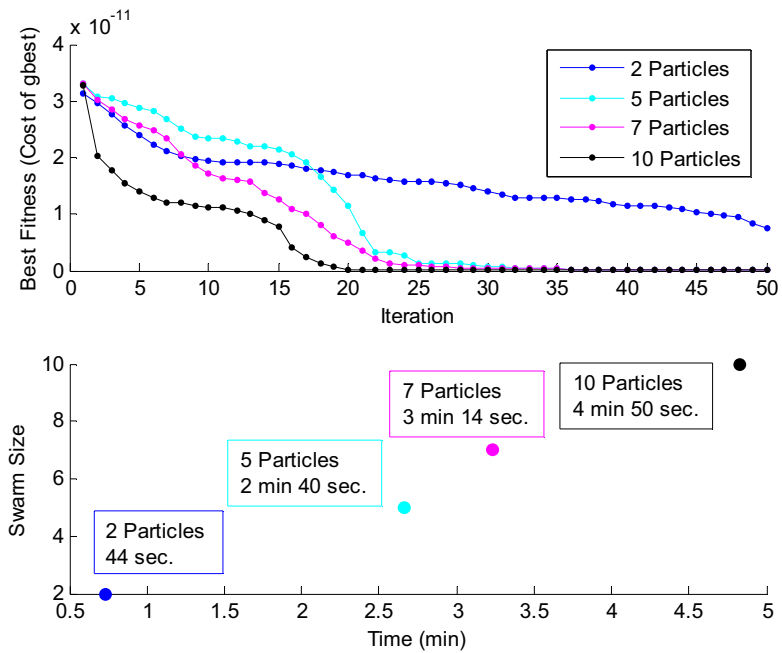 x 10^-11
4
3
2
1
0
Best Fitness (Cost of gbest)
2 Particles
5 Particles
7 Particles
10 Particles
0 5 10 15 20 25 30 35 40 45 50
Iteration
10
8
6
4
2
Swarm Size
2 Particles
44 sec.
5 Particles
2 min 40 sec.
7 Particles
3 min 14 sec.
10 Particles
4 min 50 sec.
0.5 1 1.5 2 2.5 3 3.5 4 4.5 5
Time (min)